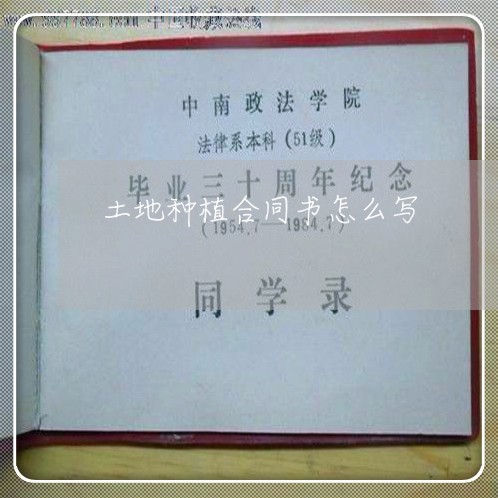 中南政法学院
法律系本科(51级)
毕业三十周年纪念
土地种植合同书怎么写
(1954.7—1984.7)
同学录